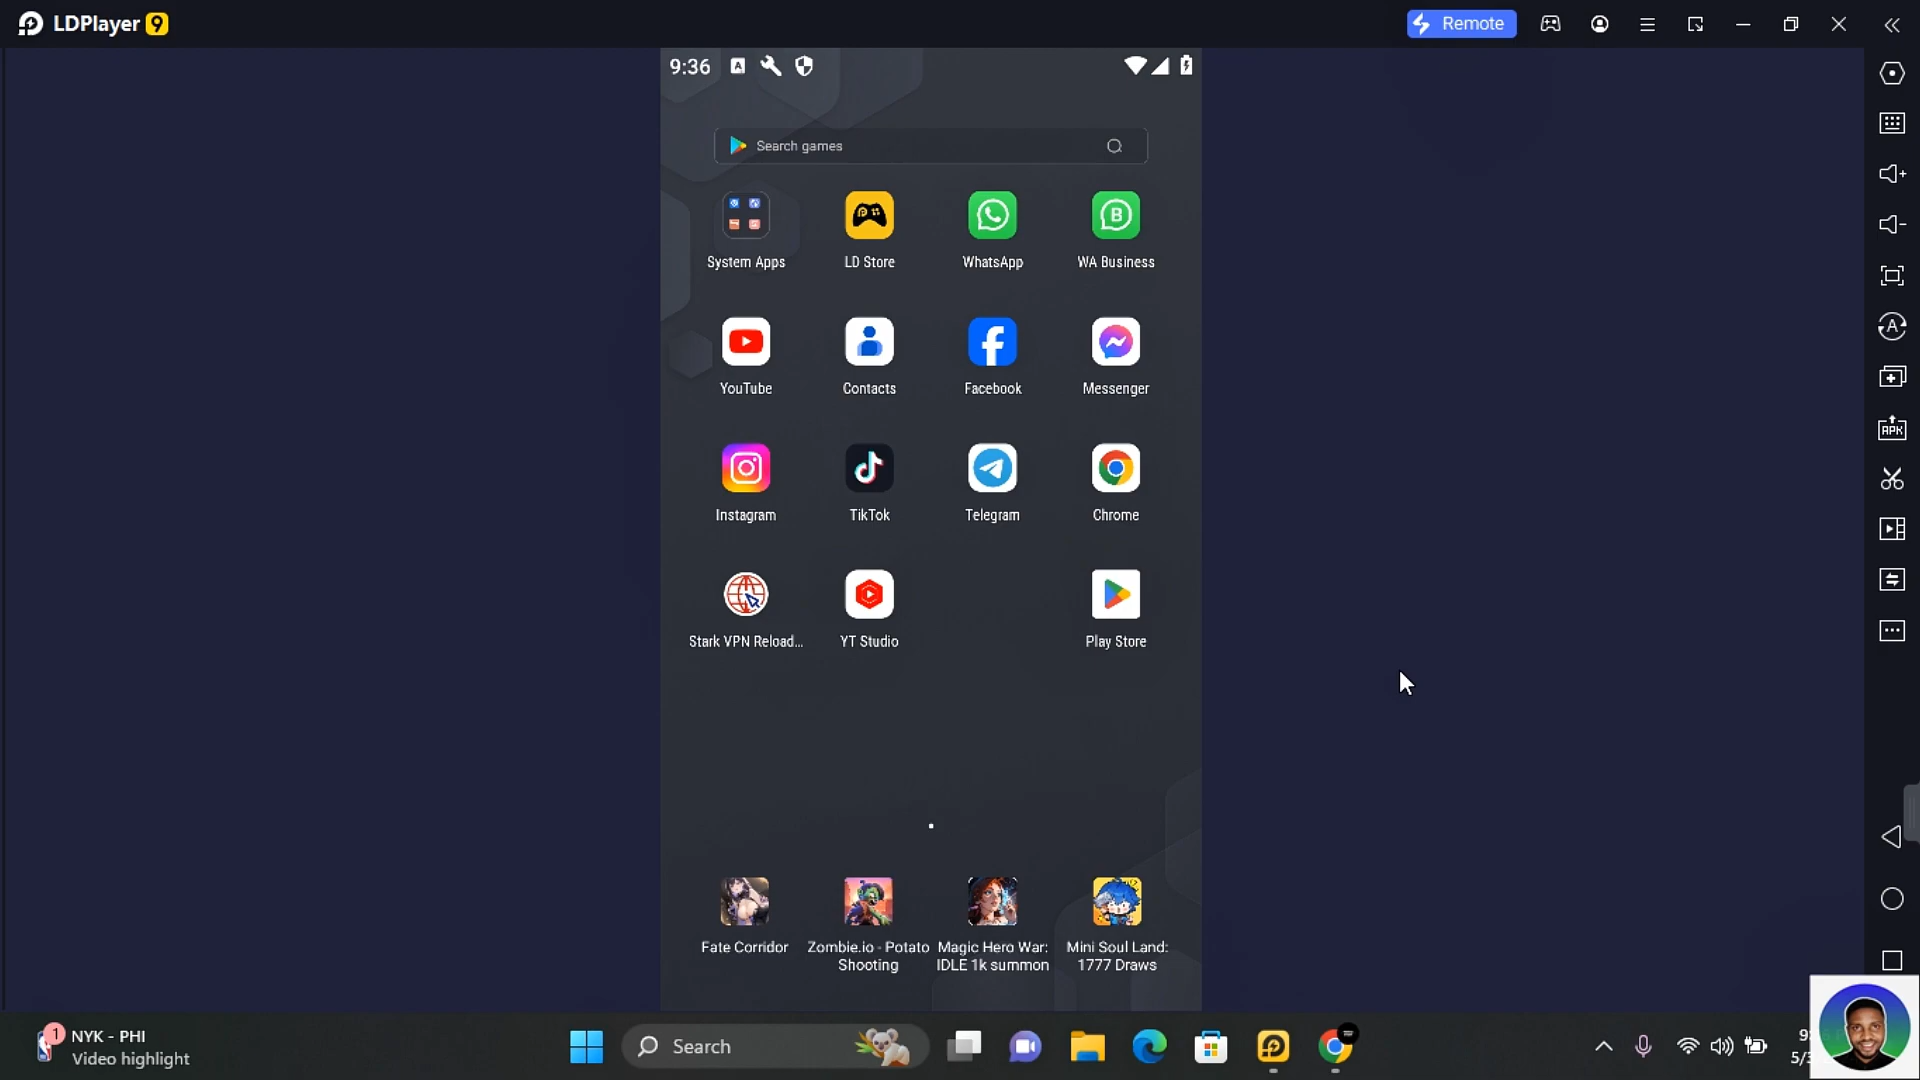 LDPlayer 9
Remote
9:36
A
Search games
System Apps
LD Store
WhatsApp
WA Business
YouTube
Contacts
Facebook
Messenger
Instagram
TikTok
Telegram
Chrome
Stark VPN Reload...
YT Studio
Play Store
Fate Corridor
Zombie.io - Potato
Shooting
Magic Hero War:
IDLE 1k summon
Mini Soul Land:
1777 Draws
APK
1
NYK - PHI
Video highlight
Search